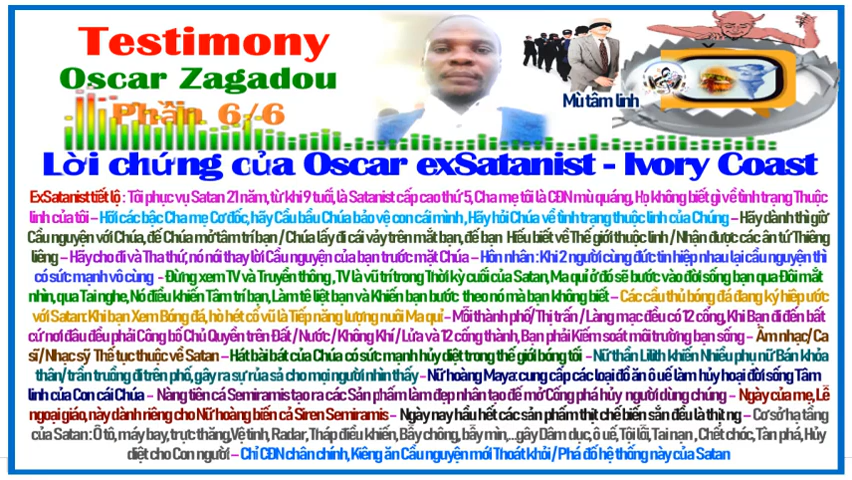 Testimony
Oscar Zagadou
Phần 6/6
Mù tâm linh
Lời chứng của Oscar exSatanist - Ivory Coast
ExSatanist tiết lộ : Tôi phục vụ Satan 21 năm, từ khi 9 tuổi, là Satanist cấp cao thứ 5, Cha mẹ tôi là CĐN mù quáng, Họ không biết gì về tình trạng Thuộc
linh của tôi – Hỡi các bậc Cha mẹ Cơ đốc, hãy Cầu bầu Chúa bảo vệ con cái mình , Hãy hỏi Chúa về tình trạng thuộc linh của Chúng – Hãy dành thì giờ
Cầu nguyện với Chúa, để Chúa mở tâm trí bạn / Chúa lấy đi cái vảy trên mắt bạn, để bạn Hiểu biết về Thế giới thuộc linh / Nhận được các ân tứ Thiêng
liêng – Hãy cho đi và Tha thứ, nó nói thay lời Cầu nguyện của bạn trước mặt Chúa – Hôn nhân : Khi 2 người cùng đức tin hiệp nhau lại cầu nguyện thì
có sức mạnh vô cùng - Đừng xem TV và Truyền thông , TV là vũ trí trong Thời kỳ cuối của Satan, Ma quỉ ở đó sẽ bước vào đời sống bạn qua Đôi mắt
nhìn, qua Tai nghe, Nó điều khiến Tâm trí bạn, Làm tê liệt bạn và Khiến bạn bước theo nó mà bạn không biết – Các cầu thủ bóng đá đang ký hiệp ước
với Satan: Khi bạn Xem Bóng đá, hò hét cổ vũ là Tiếp năng lượng nuôi Ma quỉ – Mỗi thành phố/ Thị trấn / Làng mạc đều có 12 cổng, Khi Bạn đi đến bất
cứ nơi đâu đều phải Công bố Chủ Quyền trên Đất / Nước / Không Khí / Lửa và 12 cổng thành, Bạn phải Kiểm soát môi trường bạn sống – Âm nhạc/ Ca
sĩ / Nhạc sỹ Thế tục thuộc về Satan – Hát bài bát của Chúa có sức mạnh hủy diệt trong thế giới bóng tối – Nữ thần Lilith khiến Nhiều phụ nữ Bán khỏa
thân/ trần truồng đi trên phố, gây ra sự rủa sả cho mọi người nhìn thấy – Nữ hoàng Maya: cung cấp các loại đồ ăn ô uế làm hủy hoại đời sống Tâm
linh của Con cái Chúa – Nàng tiên cá Semiramis tạo ra các Sản phẩm làm đẹp nhân tạo để mở Cổng phá hủy người dùng chúng – Ngày của mẹ, Lễ
ngoại giáo, này dành riêng cho Nữ hoàng biển cả Siren Semiramis – Ngày nay hầu hết các sản phẩm thịt chế biến sẵn đều là thịt ng – Cơ sở hạ tầng
của Satan : Ô tô, máy bay, trực thăng, Vệ tinh, Radar, Tháp điều khiển, Bẫy chông, bẫy mìn,...gây Dâm dục, ô uế, Tội lỗi, Tai nạn , Chết chóc, Tàn phá, Hủy
diệt cho Con người – Chỉ CĐN chân chính, Kiêng ăn Cầu nguyện mới Thoát khỏi / Phá đổ hệ thống này của Satan